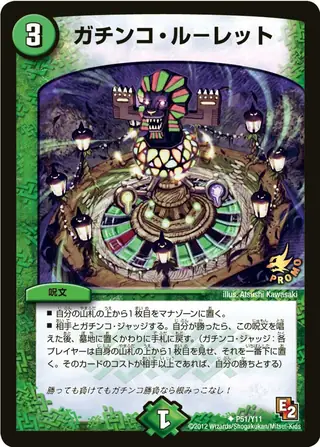 3
ガチンコ・ルーレット
PROMO
illus. Atsushi Kawasaki
呪文
■ 自分の山札の上から1枚目をマナゾーンに置く。
■ 相手とガチンコ・ジャッジする。自分が勝ったら、この呪文を唱
えた後、墓地に置くかわりに手札に戻す。(ガチンコ・ジャッジ：各
プレイヤーは自身の山札の上から1枚目を見せ、それを一番下に置
く。そのカードのコストが相手以上であれば、自分の勝ちとする)
勝っても負けてもガチンコ勝負なら恨みっこなし！
1
P51/Y11
E2
©2012 Wizards/Shogakukan/Mitsui-Kids